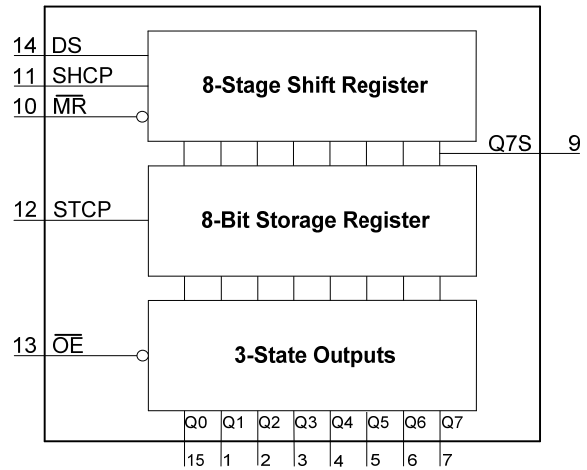 14 DS
11 SHCP
10 MR
8-Stage Shift Register
Q7S 9
12 STCP
8-Bit Storage Register
13 OE
3-State Outputs
Q0 Q1 Q2 Q3 Q4 Q5 Q6 Q7
15 1 2 3 4 5 6 7